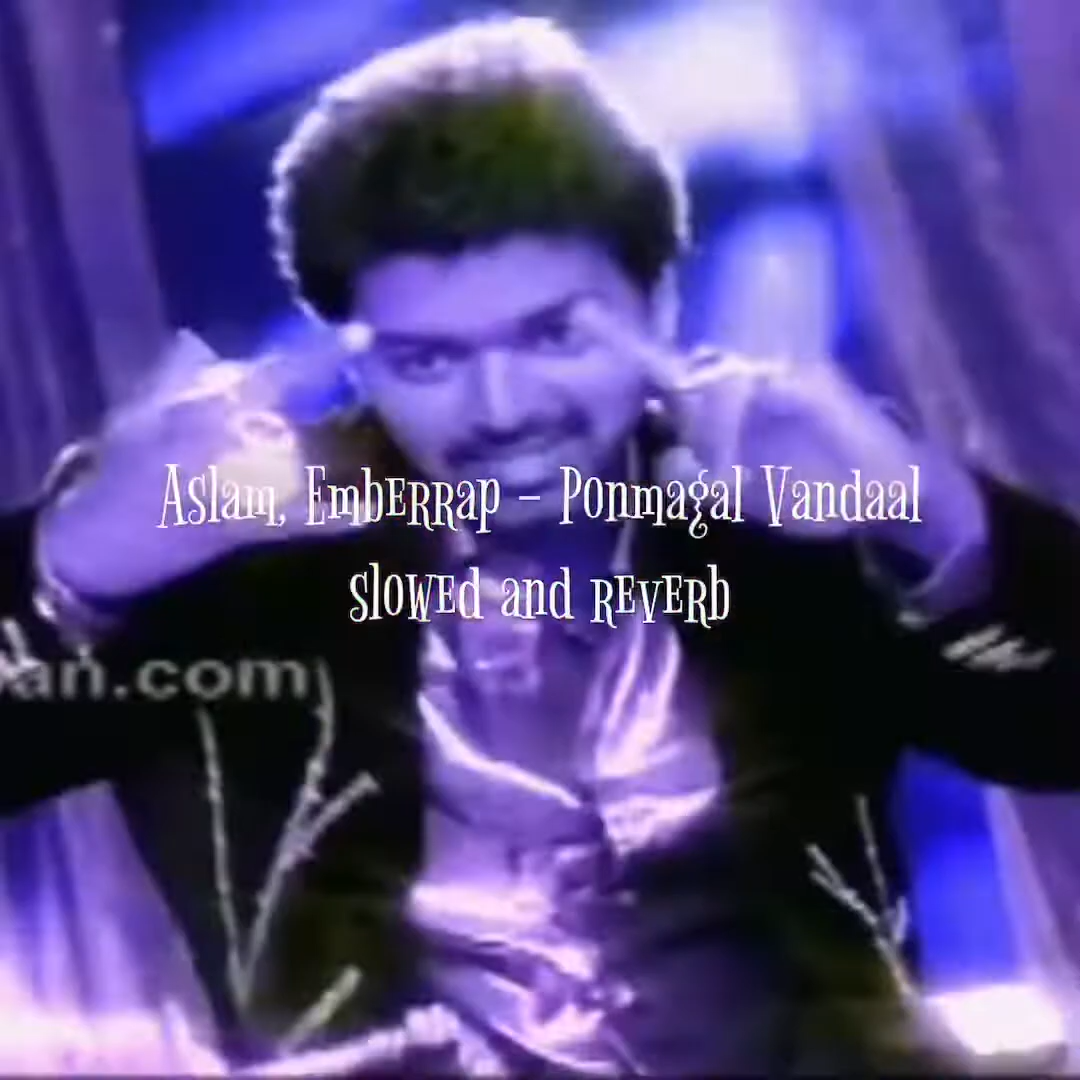 Aslam, Emberrap - Ponmagal Vandaal
slowed and reverb
an.com